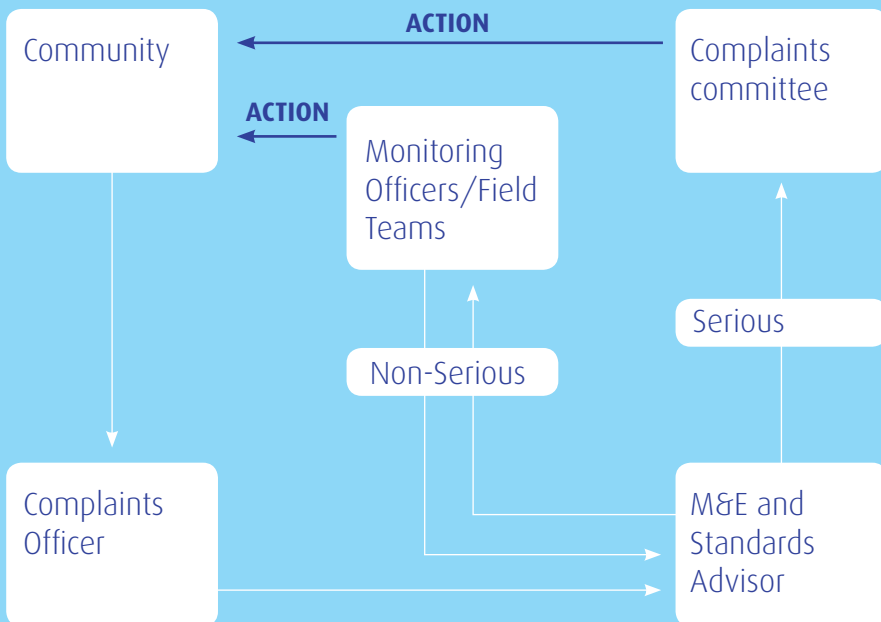 ACTION
Community
Complaints
committee
ACTION
Monitoring
Officers/Field
Teams
Serious
Non-Serious
Complaints
Officer
M&E and
Standards
Advisor